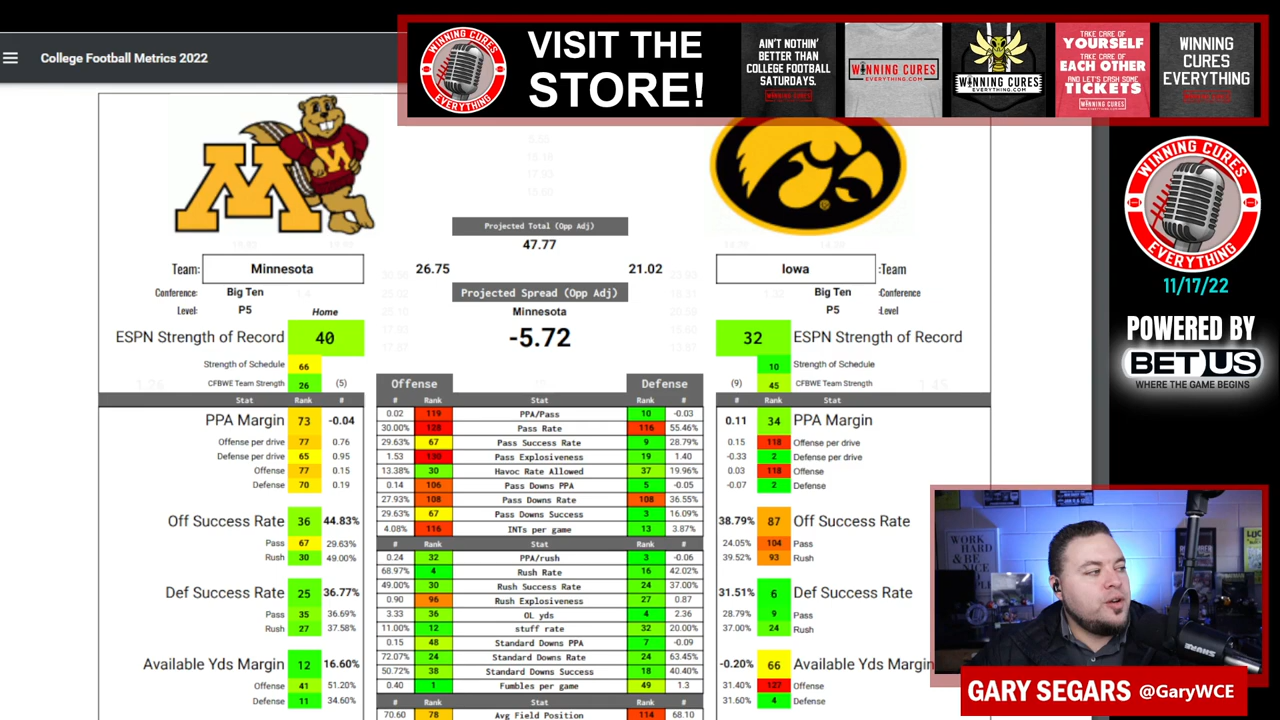 College Football Metrics 2022
WINNING CURES
EVERYTHING
VISIT THE
STORE!
AIN'T NOTHIN'
BETTER THAN
COLLEGE FOOTBALL
SATURDAYS.
WINNING CURES
WINNING CURES
EVERYTHING.COM
TAKE CARE OF
YOURSELF
TAKE CARE OF
EACH OTHER
AND LET'S CASH SOME
TICKETS
WINNING CURES
WINNING
CURES
EVERYTHING
WINNING CURES
EVERYTHING
11/17/22
POWERED BY
BETUS
WHERE THE GAME BEGINS
M
Projected Total (Opp Adj)
47.77
Team: Minnesota 26.75 21.02 Iowa :Team
Conference: Big Ten Projected Spread (Opp Adj) Big Ten :Conference
Level: P5 Home Minnesota P5 :Level
-5.72
ESPN Strength of Record 40 32 ESPN Strength of Record
Strength of Schedule 66 10 Strength of Schedule
CFBWE Team Strength 26 (5) Offense Defense (9) 45 CFBWE Team Strength
Stat Rank # # Rank Stat Rank # # Rank Stat
PPA Margin 73 -0.04 0.02 119 PPA/Pass 10 -0.03 0.11 34 PPA Margin
30.00% 128 Pass Rate 116 55.46%
Offense per drive 77 0.76 29.63% 67 Pass Success Rate 9 28.79% 0.15 118 Offense per drive
Defense per drive 65 0.95 1.53 130 Pass Explosiveness 19 1.40 -0.33 2 Defense per drive
Offense 77 0.15 13.38% 30 Havoc Rate Allowed 37 19.96% 0.03 118 Offense
Defense 70 0.19 0.14 106 Pass Downs PPA 5 -0.05 -0.07 2 Defense
27.93% 108 Pass Downs Rate 108 36.55%
Off Success Rate 36 44.83% 29.63% 67 Pass Downs Success 3 16.09% 38.79% 87 Off Success Rate
4.08% 116 INTs per game 13 3.87%
Pass 67 29.63% # Rank Stat Rank # 24.05% 104 Pass
Rush 30 49.00% 0.24 32 PPA/rush 3 -0.06 39.52% 93 Rush
68.97% 4 Rush Rate 16 42.02%
Def Success Rate 25 36.77% 49.00% 30 Rush Success Rate 24 37.00% 31.51% 6 Def Success Rate
0.90 96 Rush Explosiveness 27 0.87
Pass 35 36.69% 3.33 36 OL yds 4 2.36 28.79% 9 Pass
Rush 27 37.58% 11.00% 12 stuff rate 32 20.00% 37.00% 24 Rush
0.15 48 Standard Downs PPA 7 -0.09
Available Yds Margin 12 16.60% 72.07% 24 Standard Downs Rate 24 63.45% -0.20% 66 Available Yds Margin
50.72% 38 Standard Downs Success 18 40.40%
Offense 41 51.20% 0.40 1 Fumbles per game 49 1.3 31.40% 127 Offense
Defense 11 34.60% # Rank Stat Rank # 31.60% 4 Defense
70.60 78 Avg Field Position 114 68.10
WORK
HARD &
BE
GARY SEGARS @GaryWCE